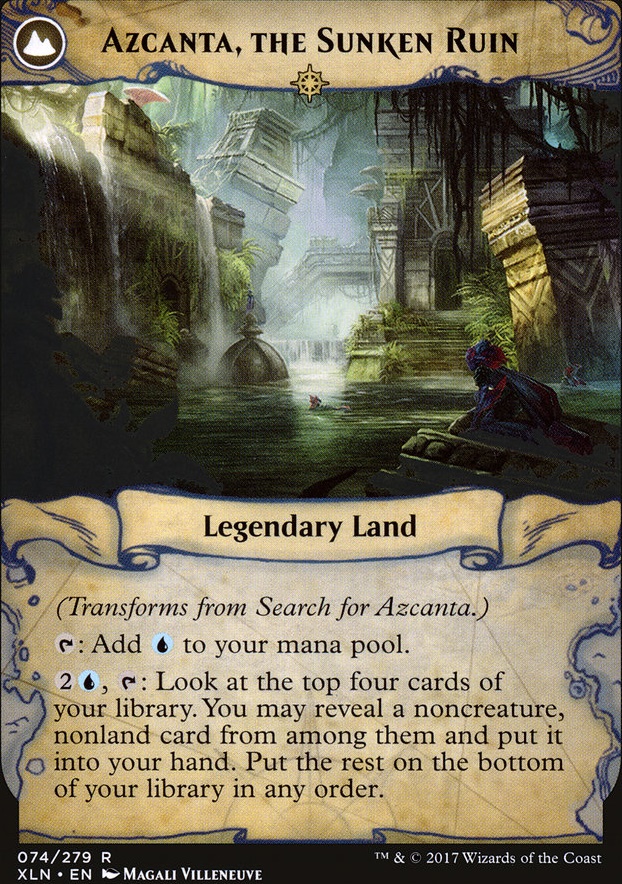 Azcanta, the Sunken Ruin
Legendary Land
(Transforms from Search for Azcanta.)
: Add to your mana pool.
2 , : Look at the top four cards of
your library. You may reveal a noncreature,
nonland card from among them and put it
into your hand. Put the rest on the bottom
of your library in any order.
074/279 R
XLN • EN Magali Villeneuve
™ & © 2017 Wizards of the Coast